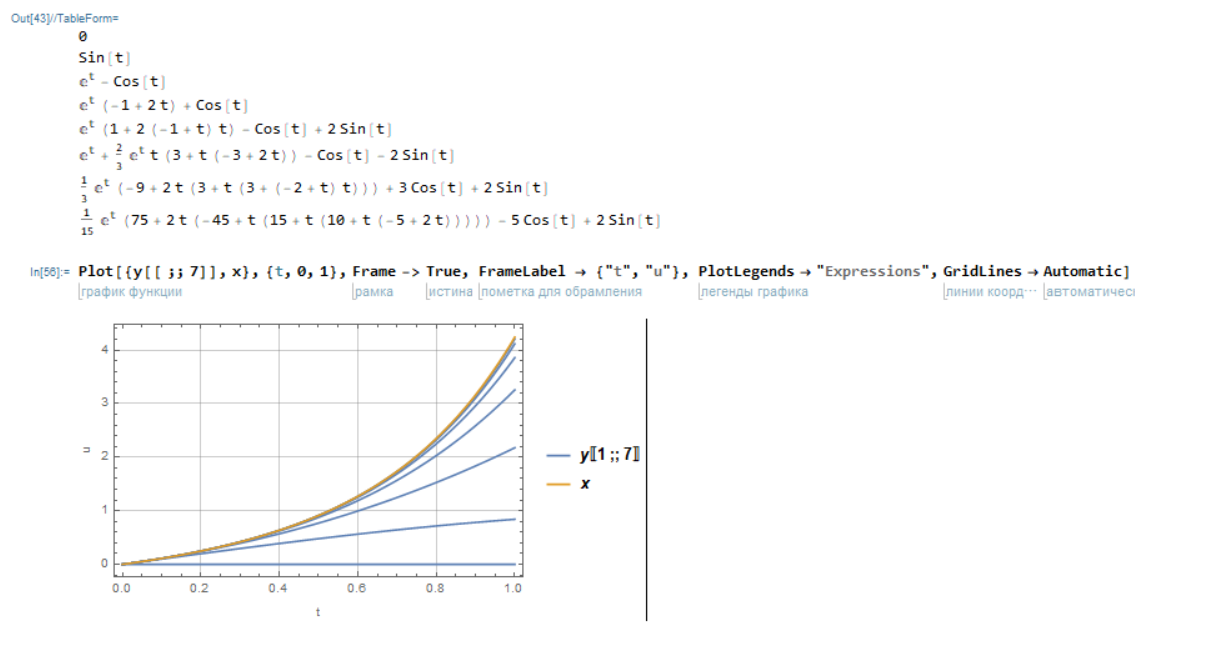 Out[43]//TableForm=
0
Sin[t]
e^t - Cos[t]
e^t (-1 + 2 t) + Cos[t]
e^t (1 + 2 (-1 + t) t) - Cos[t] + 2 Sin[t]
e^t + 2/3 e^t t (3 + t (-3 + 2 t)) - Cos[t] - 2 Sin[t]
1/3 e^t (-9 + 2 t (3 + t (3 + (-2 + t) t))) + 3 Cos[t] + 2 Sin[t]
1/15 e^t (75 + 2 t (-45 + t (15 + t (10 + t (-5 + 2 t))))) - 5 Cos[t] + 2 Sin[t]
In[56]:= Plot[{y[[ ;; 7]], x}, {t, 0, 1}, Frame -> True, FrameLabel → {"t", "u"}, PlotLegends → "Expressions", GridLines → Automatic]
график функции рамка истина пометка для обрамления легенды графика линии коорд⋯ автоматичес
4
3
2
1
0
u
0.0 0.2 0.4 0.6 0.8 1.0
t
y〚1 ;; 7〛
x